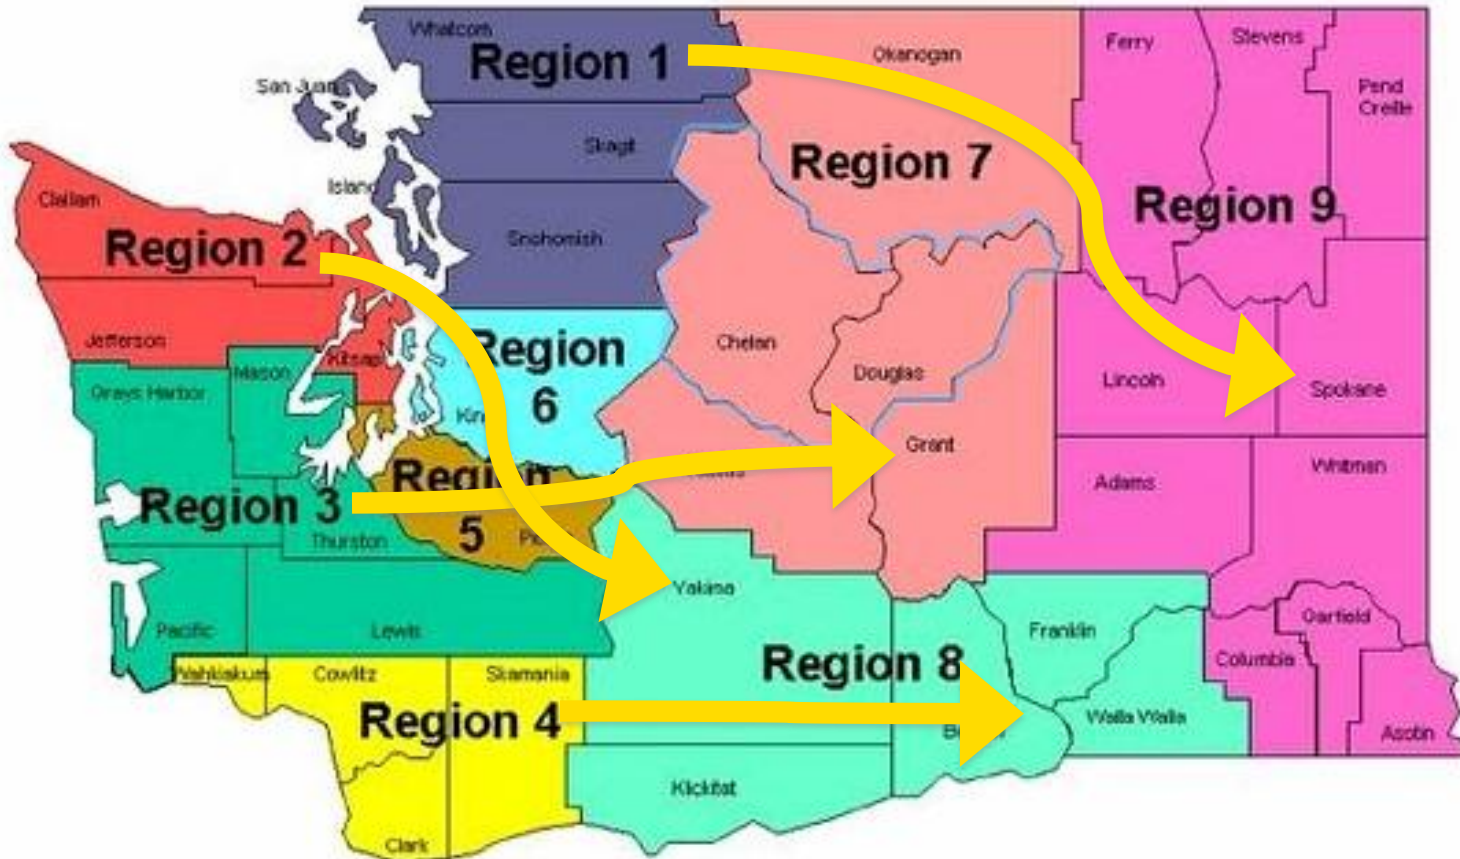 Whatcom
Region 1
Okanogan
Ferry
Stevens
Pend
Oreille
San Juan
Skagit
Region 7
Island
Clallam
Region 9
Region 2
Snohomish
Jefferson
Kitsap
Region
6
Chelan
Douglas
Mason
Grays Harbor
Lincoln
Spokane
Grant
Region
5
Adams
Whitman
Region 3
Thurston
Yakima
Pacific
Lewis
Franklin
Garfield
Columbia
Region 8
Wahkiakum
Cowlitz
Skamania
Region 4
Walla Walla
Asotin
Klickitat
Clark